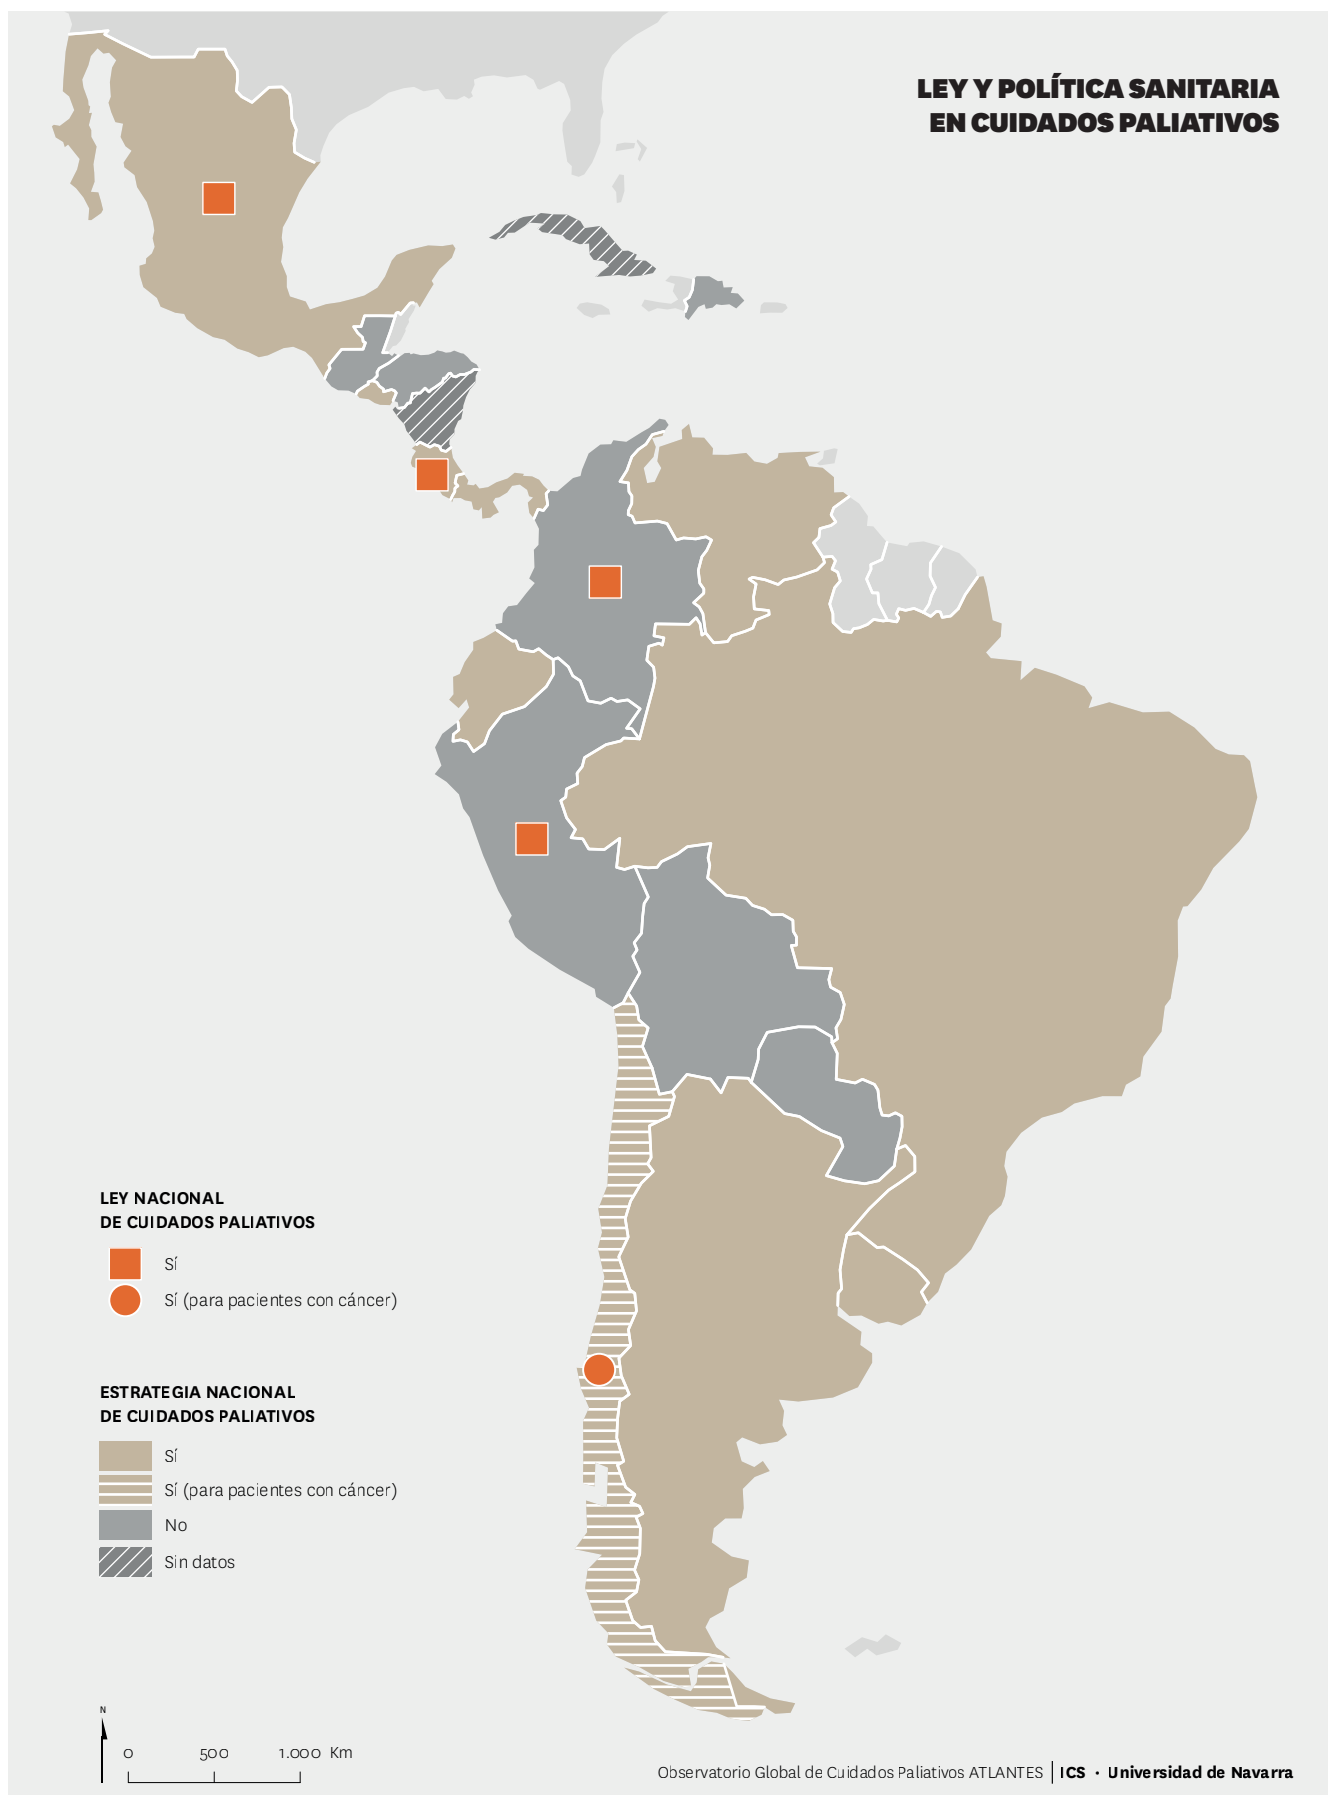 LEY Y POLÍTICA SANITARIA
EN CUIDADOS PALIATIVOS
LEY NACIONAL
DE CUIDADOS PALIATIVOS
Sí
Sí (para pacientes con cáncer)
ESTRATEGIA NACIONAL
DE CUIDADOS PALIATIVOS
Sí
Sí (para pacientes con cáncer)
No
Sin datos
N
0 500 1.000 Km
Observatorio Global de Cuidados Paliativos ATLANTES | ICS · Universidad de Navarra